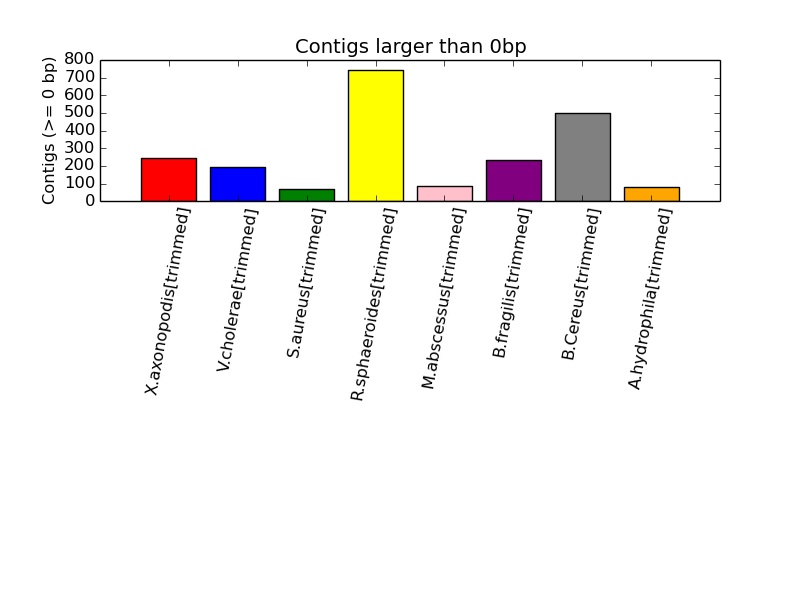 Contigs larger than 0bp
Contigs (>= 0 bp)
800
700
600
500
400
300
200
100
0
X.axonopodis[trimmed]
V.cholerae[trimmed]
S.aureus[trimmed]
R.sphaeroides[trimmed]
M.abscessus[trimmed]
B.fragilis[trimmed]
B.Cereus[trimmed]
A.hydrophila[trimmed]